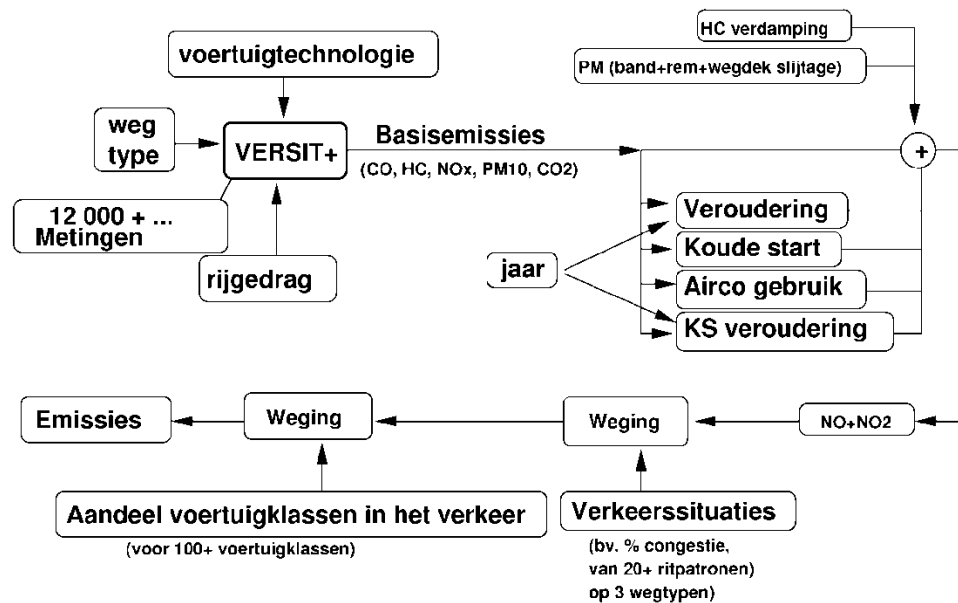 HC verdamping
voertuigtechnologie
PM (band+rem+wegdek slijtage)
weg
type
VERSIT+
Basisemissies
(CO, HC, NOx, PM10, CO2)
+
12 000 + ...
Metingen
rijgedrag
jaar
Veroudering
Koude start
Airco gebruik
KS veroudering
Emissies
Weging
Weging
NO+NO2
Aandeel voertuigklassen in het verkeer
(voor 100+ voertuigklassen)
Verkeerssituaties
(bv. % congestie,
van 20+ ritpatronen)
op 3 wegtypen)